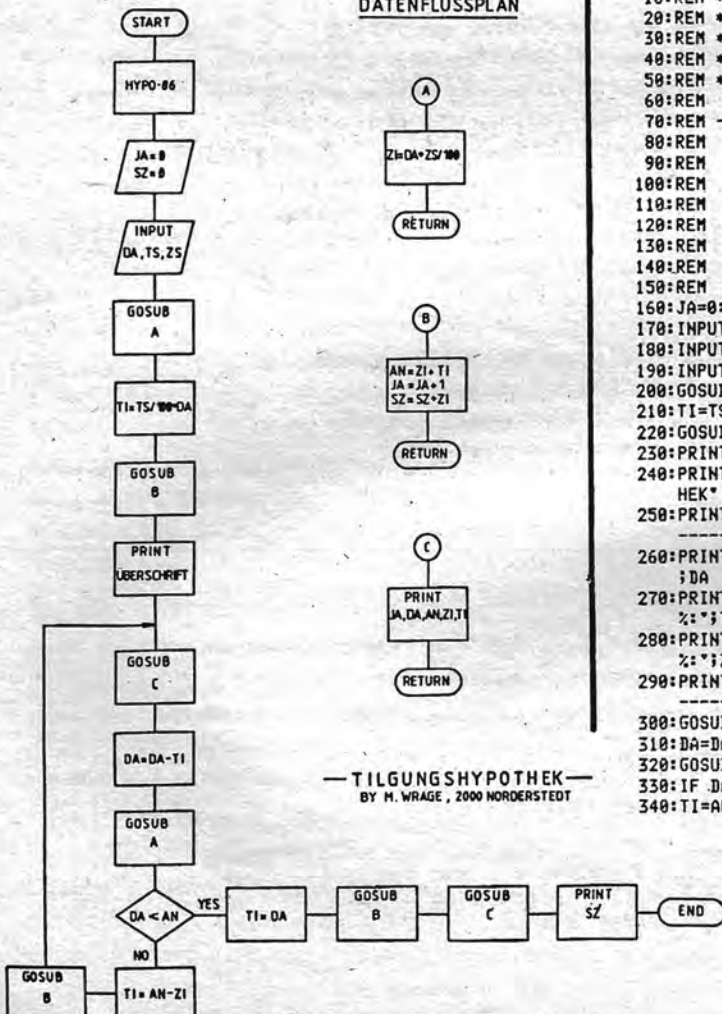 DATENFLUSSPLAN
START
HYPO-86
JA=0
SZ=0
INPUT
DA,TS,ZS
GOSUB
A
TI=TS/100*DA
GOSUB
B
PRINT
ÜBERSCHRIFT
GOSUB
C
DA=DA-TI
GOSUB
A
DA<AN
YES
NO
TI=DA
GOSUB
B
GOSUB
C
PRINT
SZ
END
TI=AN-ZI
GOSUB
B
A
ZI=DA*ZS/100
RETURN
B
AN=ZI+TI
JA=JA+1
SZ=SZ+ZI
RETURN
C
PRINT
JA,DA,AN,ZI,TI
RETURN
—TILGUNGSHYPOTHEK—
BY M. WRAGE, 2000 NORDERSTEDT
20:REM *
30:REM *
40:REM *
50:REM *
60:REM
70:REM -
80:REM
90:REM
100:REM
110:REM
120:REM
130:REM
140:REM
150:REM
160:JA=0:
170:INPUT
180:INPUT
190:INPUT
200:GOSU
210:TI=TS
220:GOSU
230:PRINT
240:PRINT
HEK"
250:PRINT
-----
260:PRINT
;DA
270:PRINT
%:";
280:PRINT
%:";
290:PRINT
-----
300:GOSU
310:DA=D
320:GOSU
330:IF D
340:TI=A